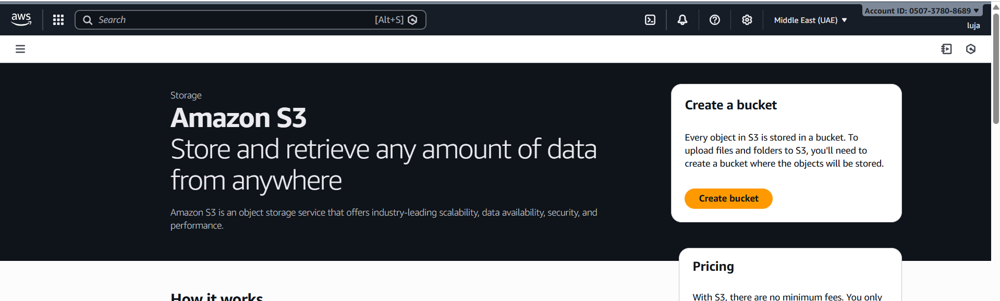 aws
Search
[Alt+S]
Middle East (UAE)
Account ID: 0507-3780-8689
luja
Storage
Amazon S3
Store and retrieve any amount of data
from anywhere
Amazon S3 is an object storage service that offers industry-leading scalability, data availability, security, and
performance.
Create a bucket
Every object in S3 is stored in a bucket. To
upload files and folders to S3, you'll need to
create a bucket where the objects will be stored.
Create bucket
Pricing
With S3, there are no minimum fees. You only
How it works